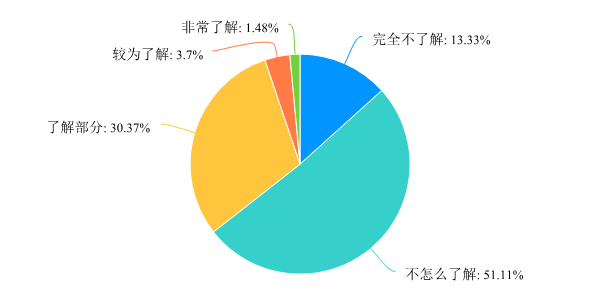 非常了解: 1.48%
完全不了解: 13.33%
较为了解: 3.7%
了解部分: 30.37%
不怎么了解: 51.11%